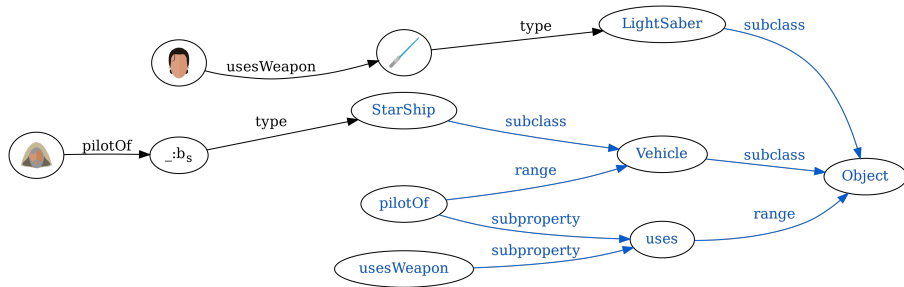 LightSaber
subclass
type
usesWeapon
StarShip
type
subclass
pilotOf
_:bs
Vehicle
subclass
range
Object
pilotOf
subproperty
range
uses
subproperty
usesWeapon